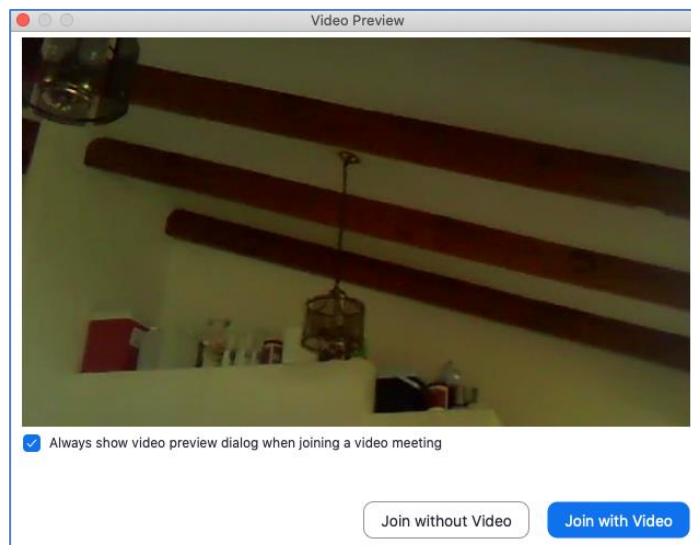 Video Preview
Always show video preview dialog when joining a video meeting
Join without Video
Join with Video